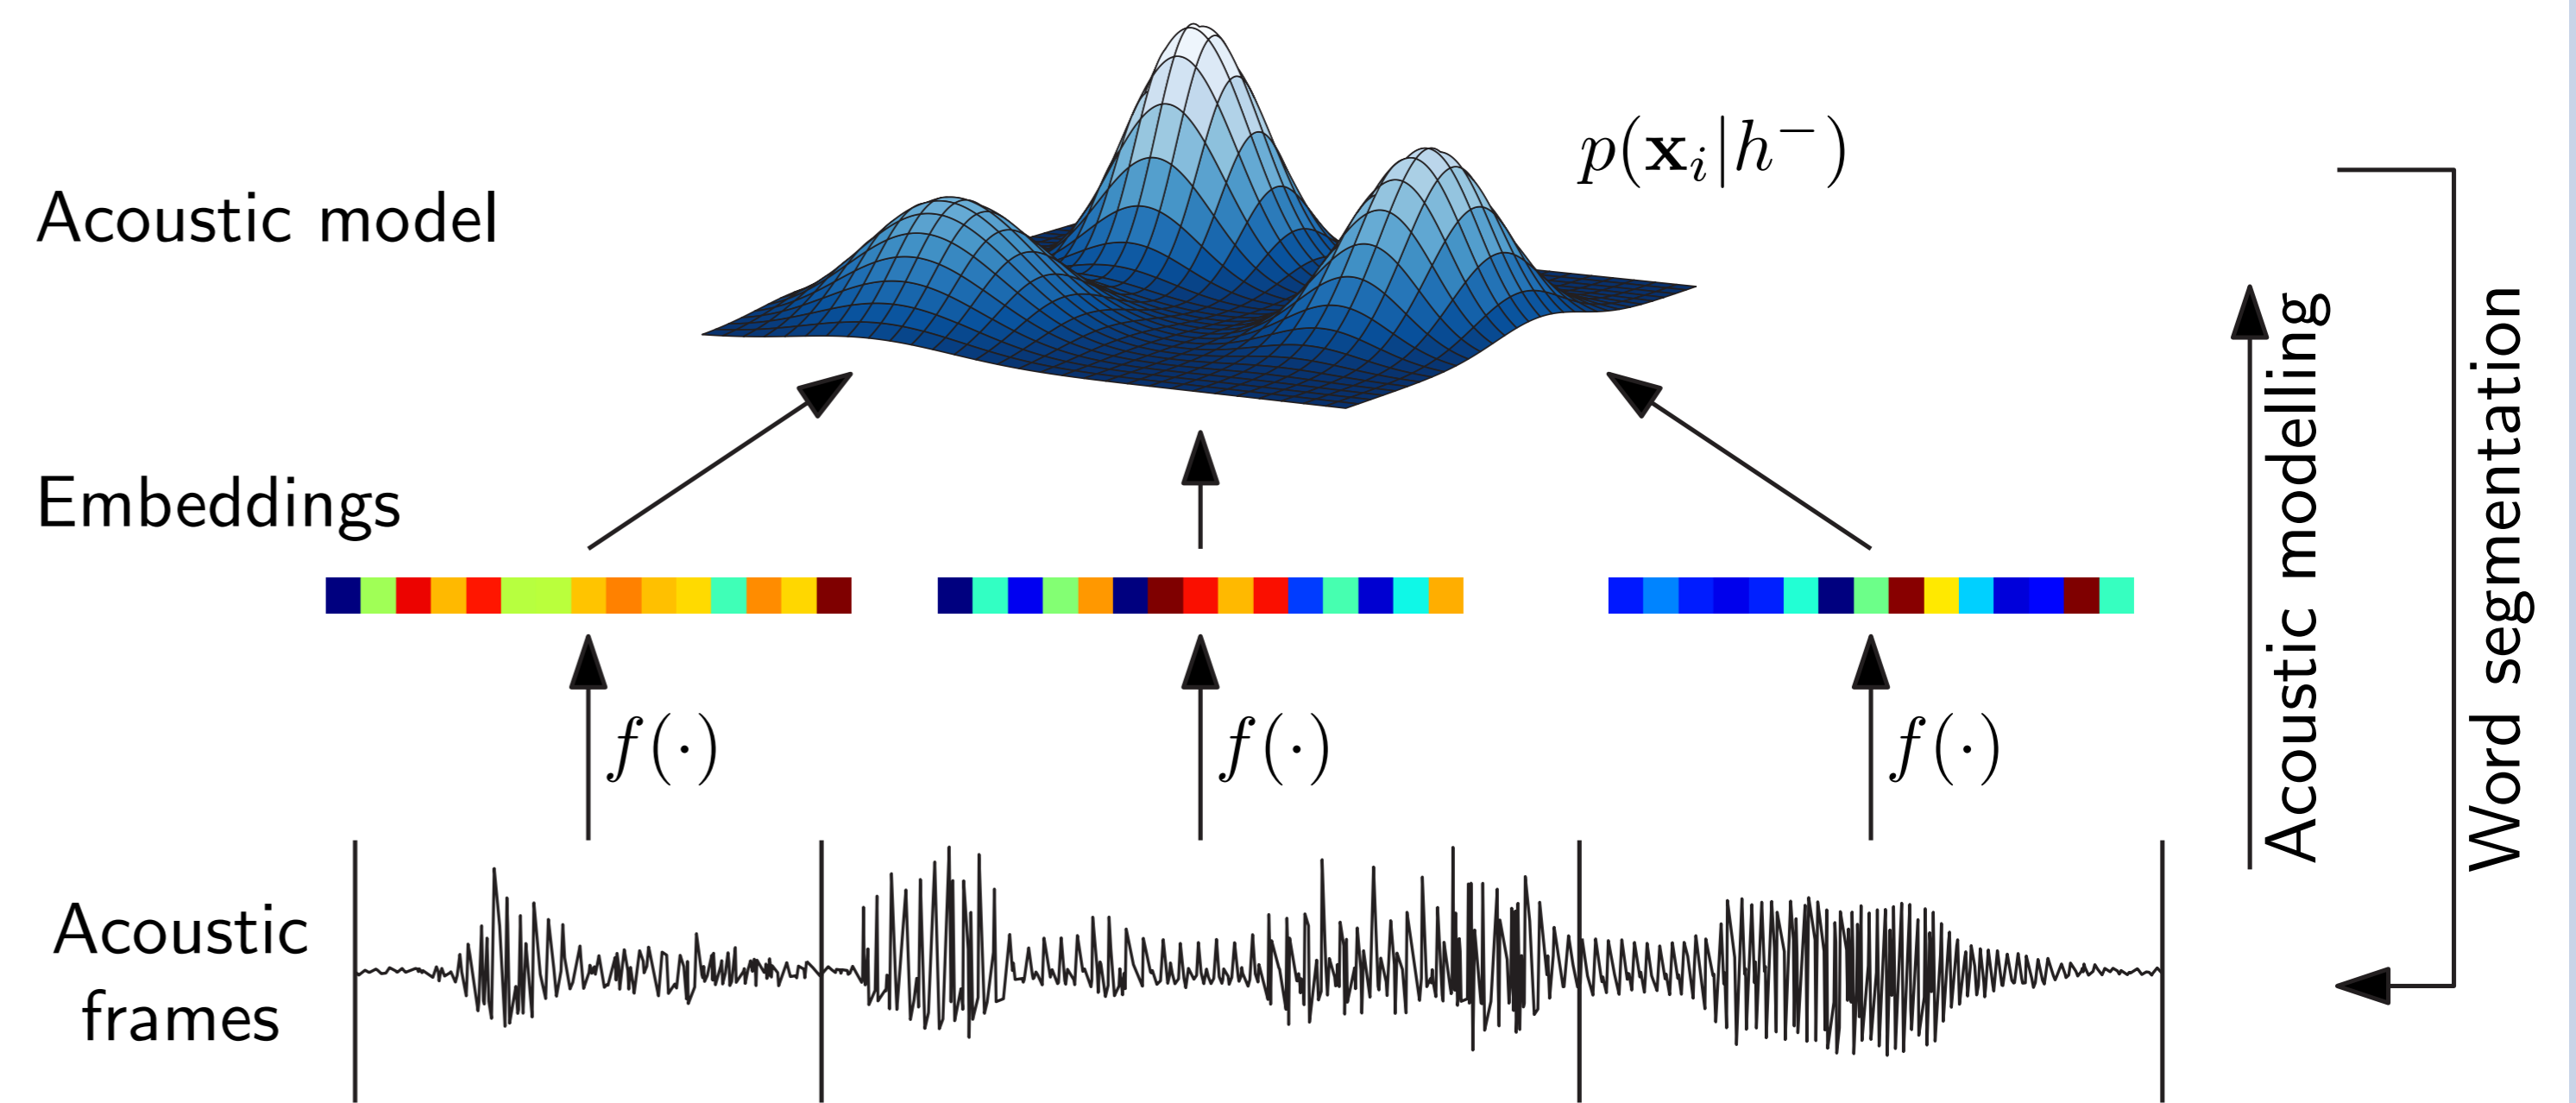 Acoustic model
p(x_i|h^−)
Embeddings
f(·)
f(·)
f(·)
Acoustic
frames
Acoustic modelling
Word segmentation